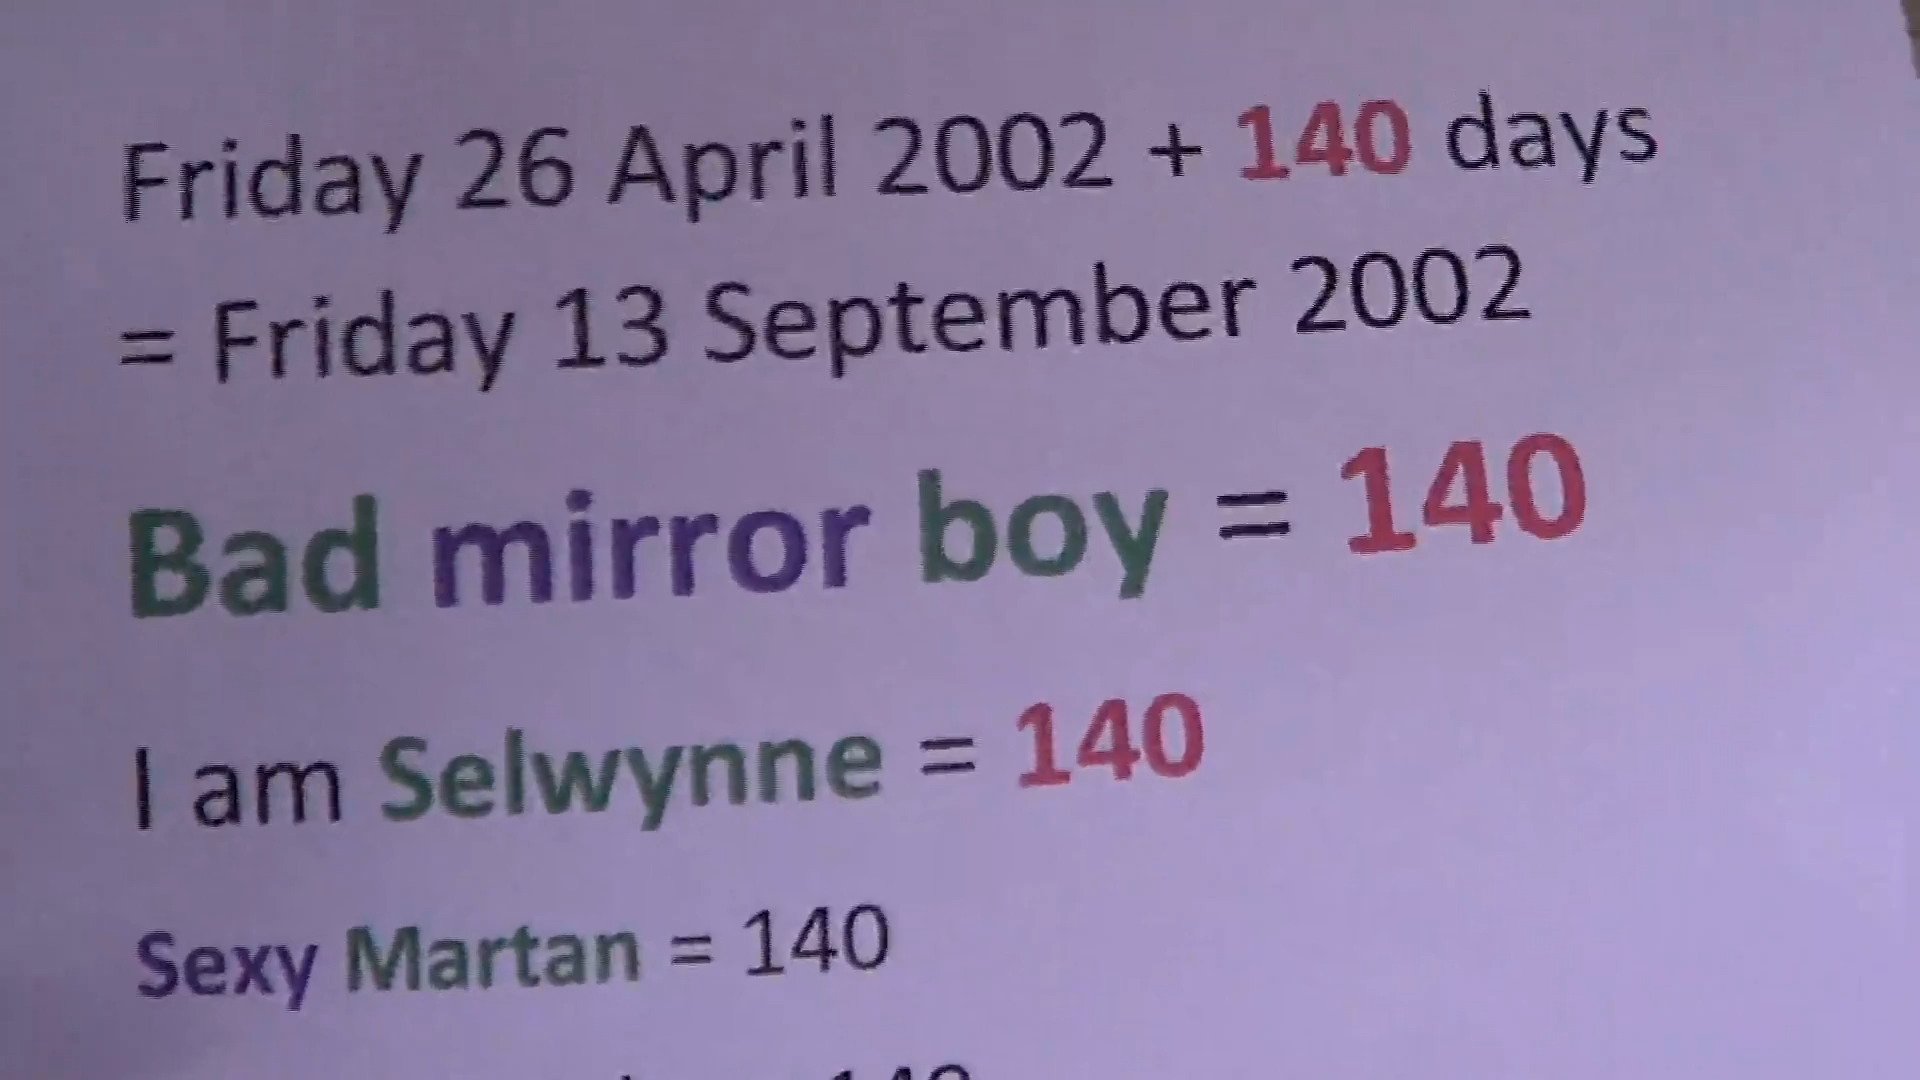 Friday 26 April 2002 + 140 days
= Friday 13 September 2002
Bad mirror boy = 140
I am Selwynne = 140
Sexy Martan = 140